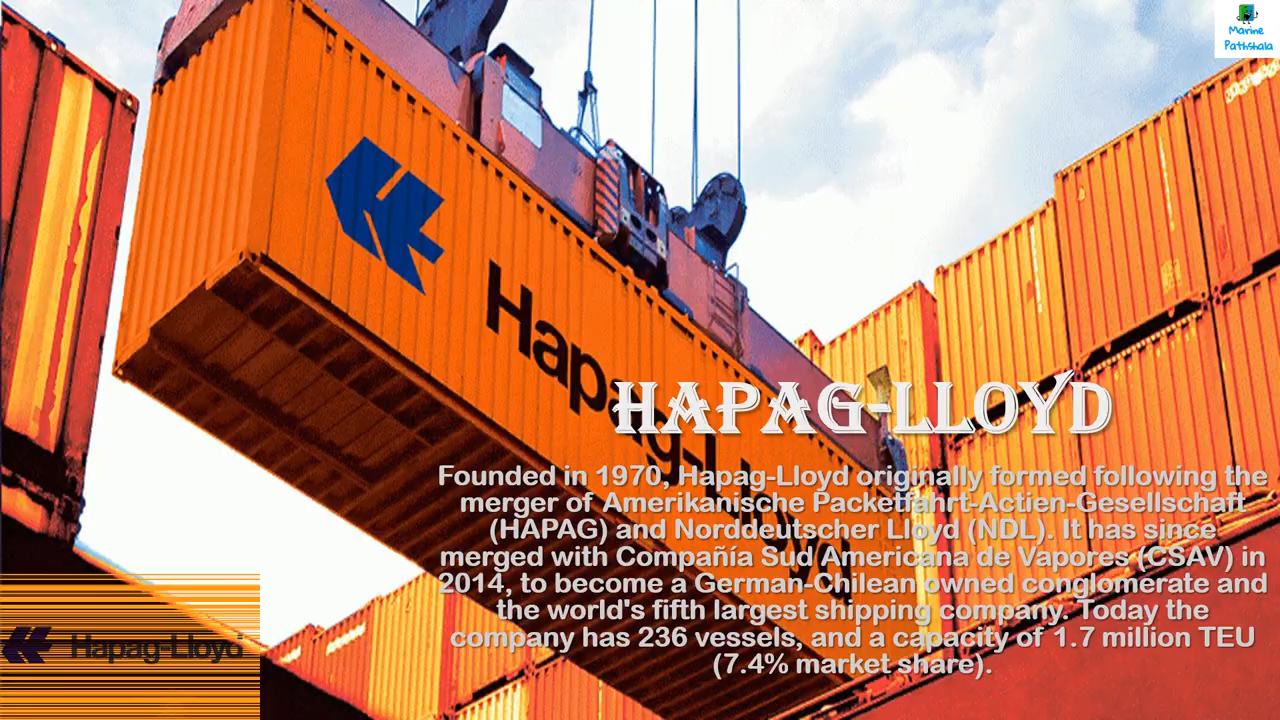 Marine
Pathshala
Hapag-Lloyd
HAPAG-LLOYD
Founded in 1970, Hapag-Lloyd originally formed following the
merger of Amerikanische Packetfahrt-Actien-Gesellschaft
(HAPAG) and Norddeutscher Lloyd (NDL). It has since
merged with Compañía Sud Americana de Vapores (CSAV) in
2014, to become a German-Chilean owned conglomerate and
the world's fifth largest shipping company. Today the
company has 236 vessels, and a capacity of 1.7 million TEU
(7.4% market share).
Hapag-Lloyd